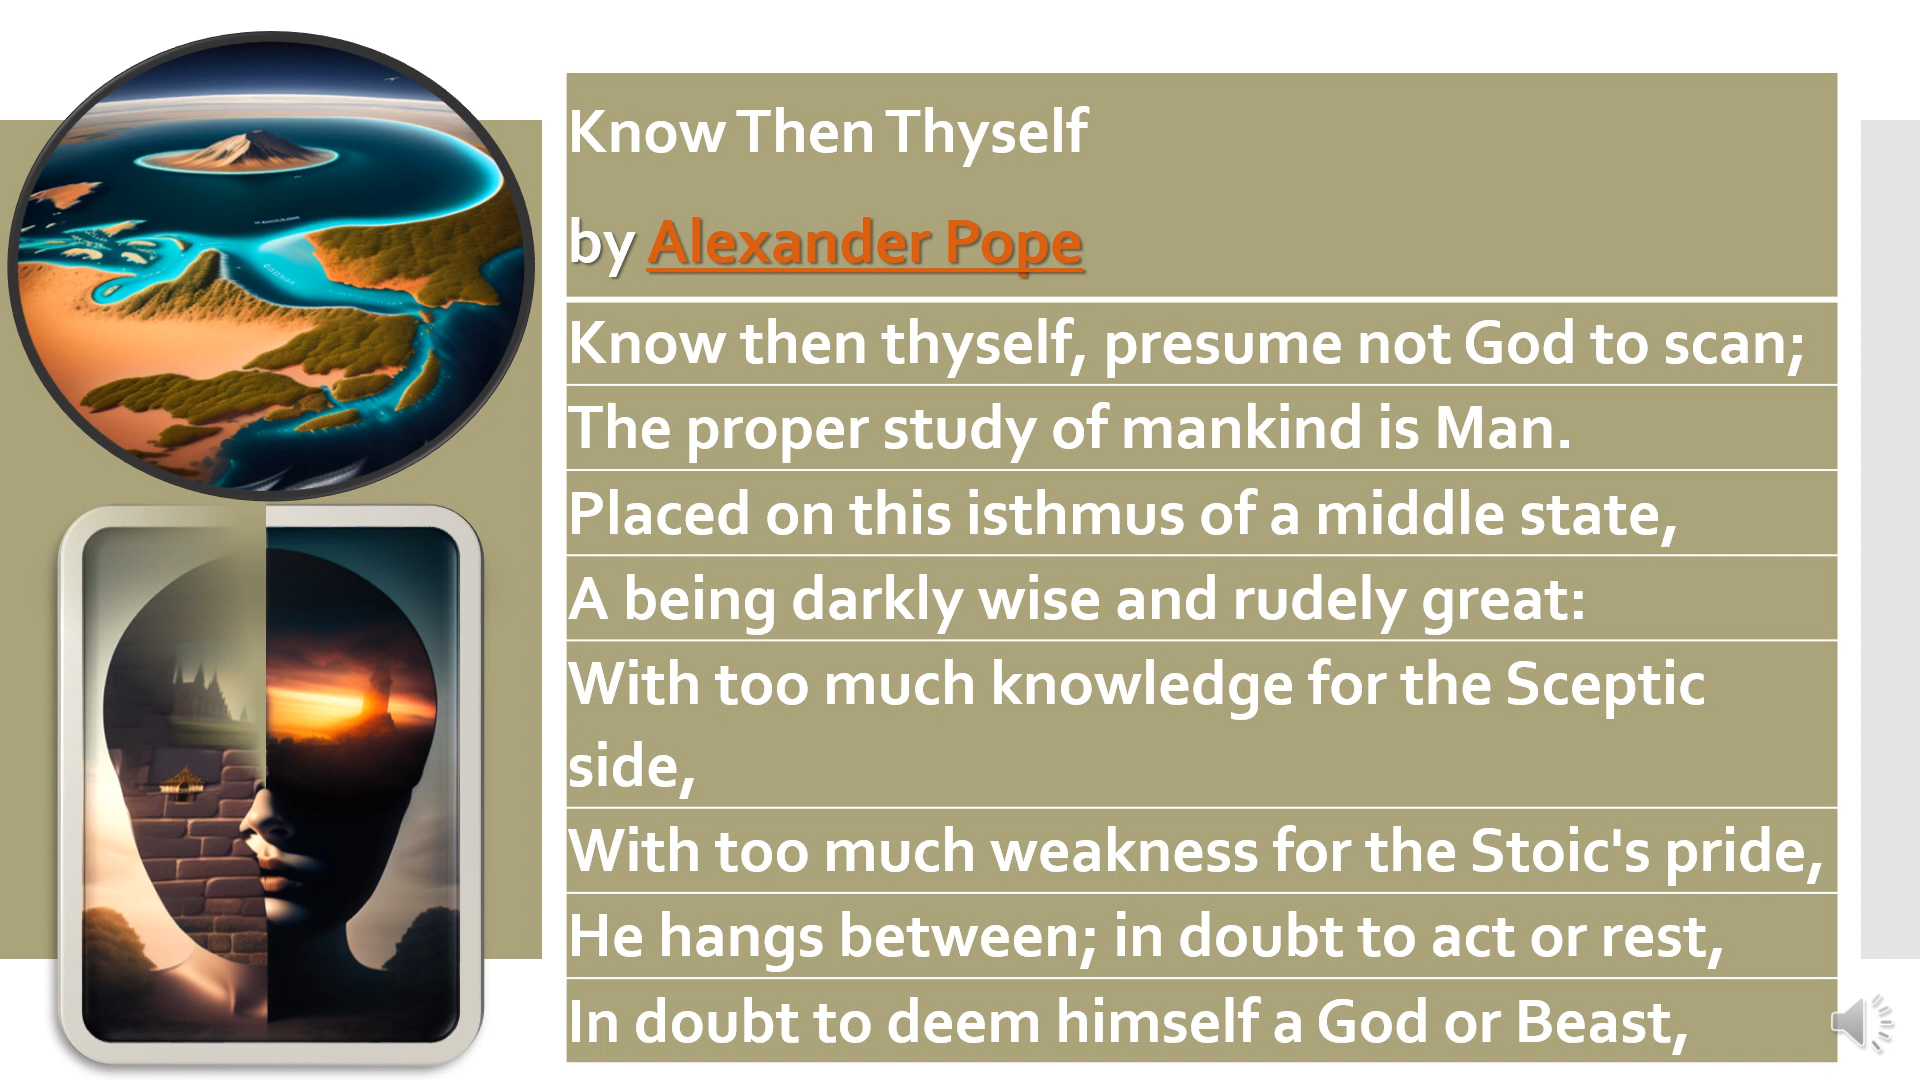 Know Then Thyself
by Alexander Pope
Know then thyself, presume not God to scan;
The proper study of mankind is Man.
Placed on this isthmus of a middle state,
A being darkly wise and rudely great:
With too much knowledge for the Sceptic
side,
With too much weakness for the Stoic's pride,
He hangs between; in doubt to act or rest,
In doubt to deem himself a God or Beast,